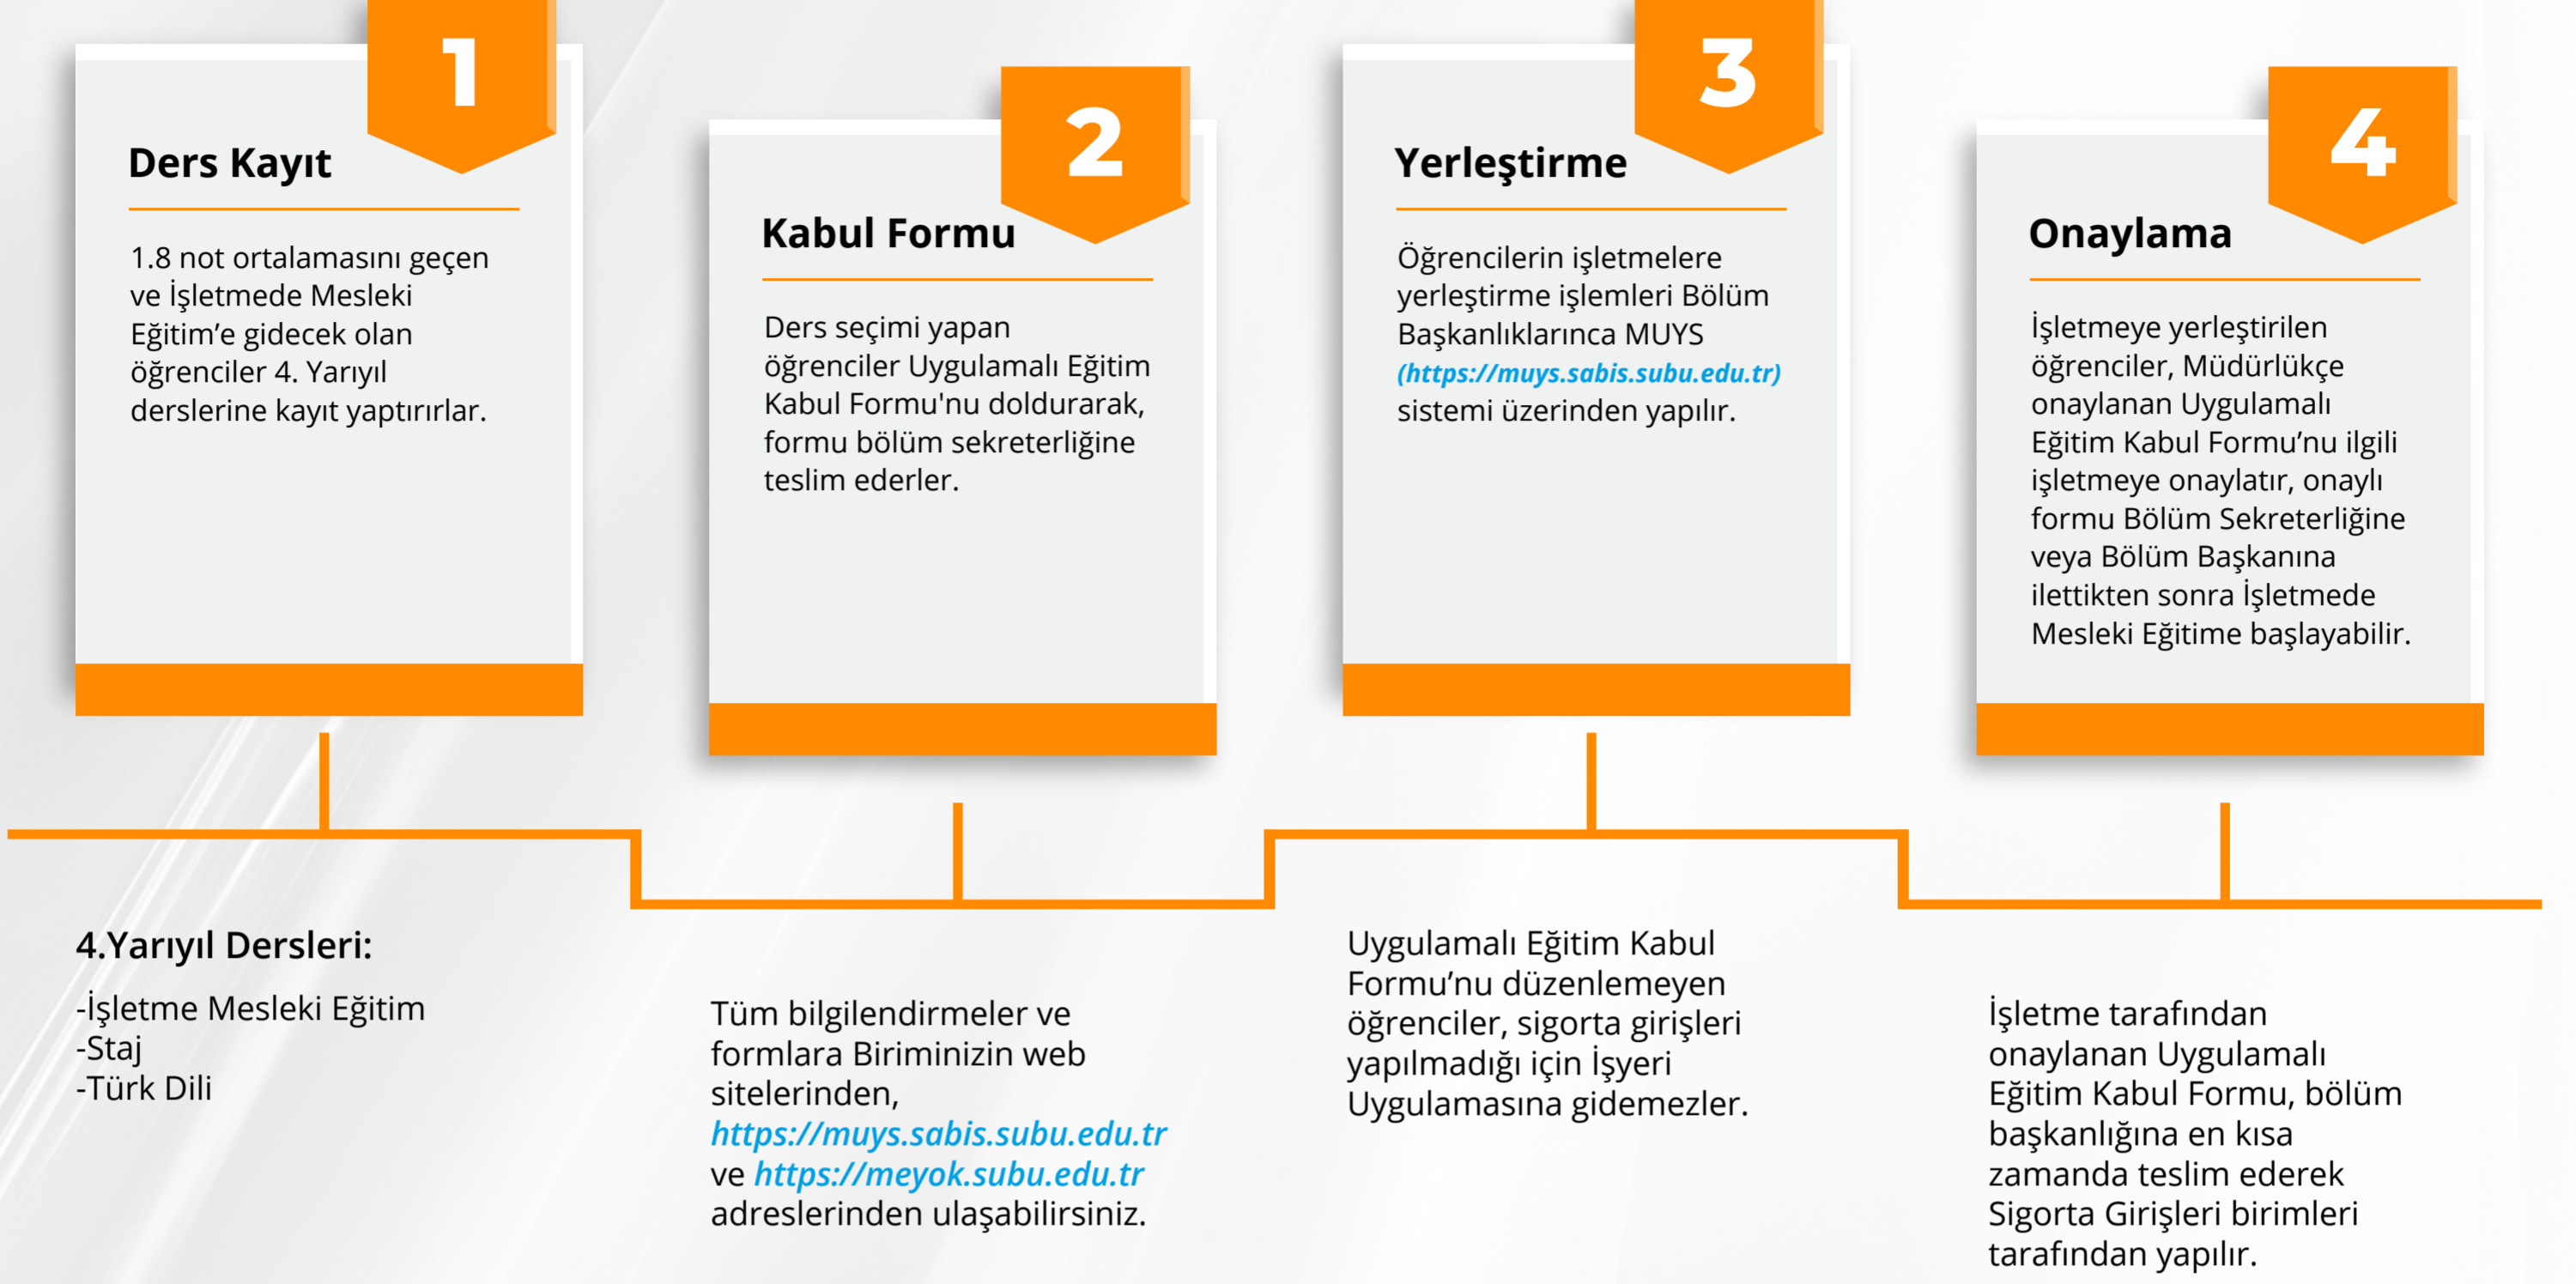 1
Ders Kayıt
1.8 not ortalamasını geçen
ve İşletmede Mesleki
Eğitim’e gidecek olan
öğrenciler 4. Yarıyıl
derslerine kayıt yaptırırlar.
4.Yarıyıl Dersleri:
-İşletme Mesleki Eğitim
-Staj
-Türk Dili
2
Kabul Formu
Ders seçimi yapan
öğrenciler Uygulamalı Eğitim
Kabul Formu'nu doldurarak,
formu bölüm sekreterliğine
teslim ederler.
Tüm bilgilendirmeler ve
formlara Biriminizin web
sitelerinden,
https://muys.sabis.subu.edu.tr
ve https://meyok.subu.edu.tr
adreslerinden ulaşabilirsiniz.
3
Yerleştirme
Öğrencilerin işletmelere
yerleştirme işlemleri Bölüm
Başkanlıklarınca MUYS
(https://muys.sabis.subu.edu.tr)
sistemi üzerinden yapılır.
Uygulamalı Eğitim Kabul
Formu’nu düzenlemeyen
öğrenciler, sigorta girişleri
yapılmadığı için İşyeri
Uygulamasına gidemezler.
4
Onaylama
İşletmeye yerleştirilen
öğrenciler, Müdürlükçe
onaylanan Uygulamalı
Eğitim Kabul Formu’nu ilgili
işletmeye onaylatır, onaylı
formu Bölüm Sekreterliğine
veya Bölüm Başkanına
ilettikten sonra İşletmede
Mesleki Eğitime başlayabilir.
İşletme tarafından
onaylanan Uygulamalı
Eğitim Kabul Formu, bölüm
başkanlığına en kısa
zamanda teslim ederek
Sigorta Girişleri birimleri
tarafından yapılır.